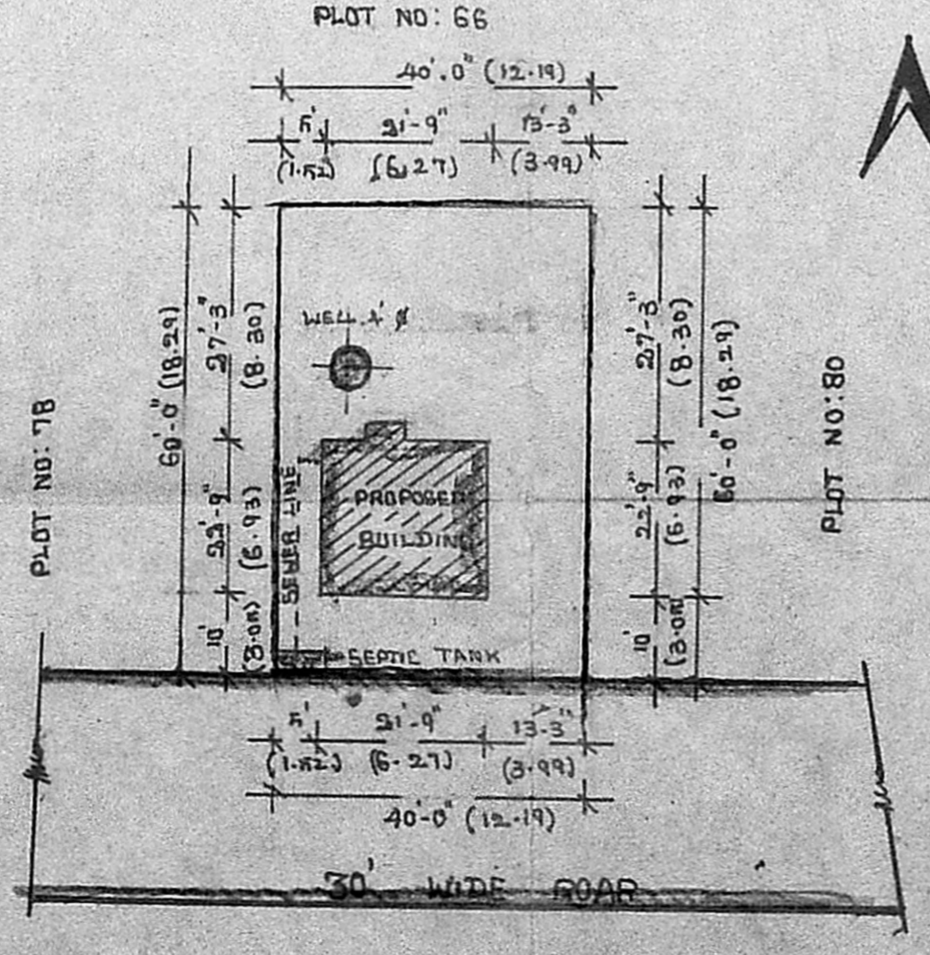 PLOT NO: 66
40'.0" (12.19)
5' 21'-9" 13'-3"
(1.52) (6.27) (3.99)
60'-0" (18.29)
27'-3"
(8.30)
22'-9"
(6.93)
10'
(3.05)
PLOT NO: 78
WELL 4' Ø
PROPOSED
BUILDING
SEPTIC TANK
27'-3"
(8.30)
22'-9"
(6.93)
10'
(3.05)
60'-0" (18.29)
PLOT NO: 80
5' 21'-9" 13'-3"
(1.52) (6.27) (3.99)
40'-0" (12.19)
30' WIDE ROAD